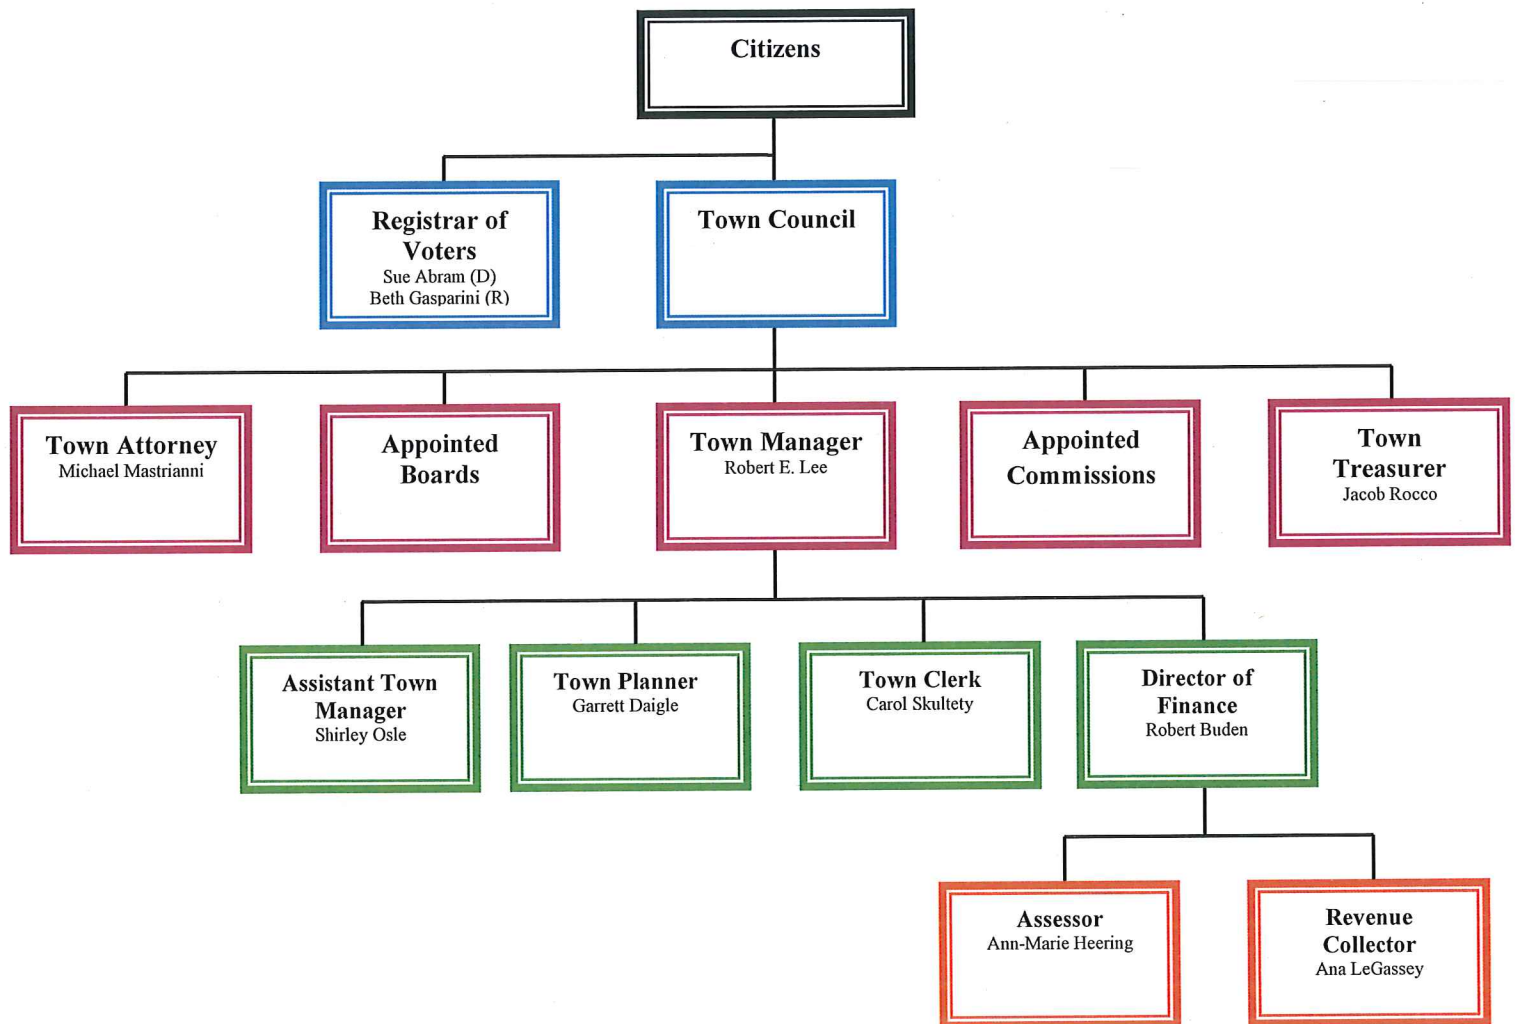 Citizens
Registrar of
Voters
Sue Abram (D)
Beth Gasparini (R)
Town Council
Town Attorney
Michael Mastrianni
Appointed
Boards
Town Manager
Robert E. Lee
Appointed
Commissions
Town
Treasurer
Jacob Rocco
Assistant Town
Manager
Shirley Osle
Town Planner
Garrett Daigle
Town Clerk
Carol Skultety
Director of
Finance
Robert Buden
Assessor
Ann-Marie Heering
Revenue
Collector
Ana LeGassey